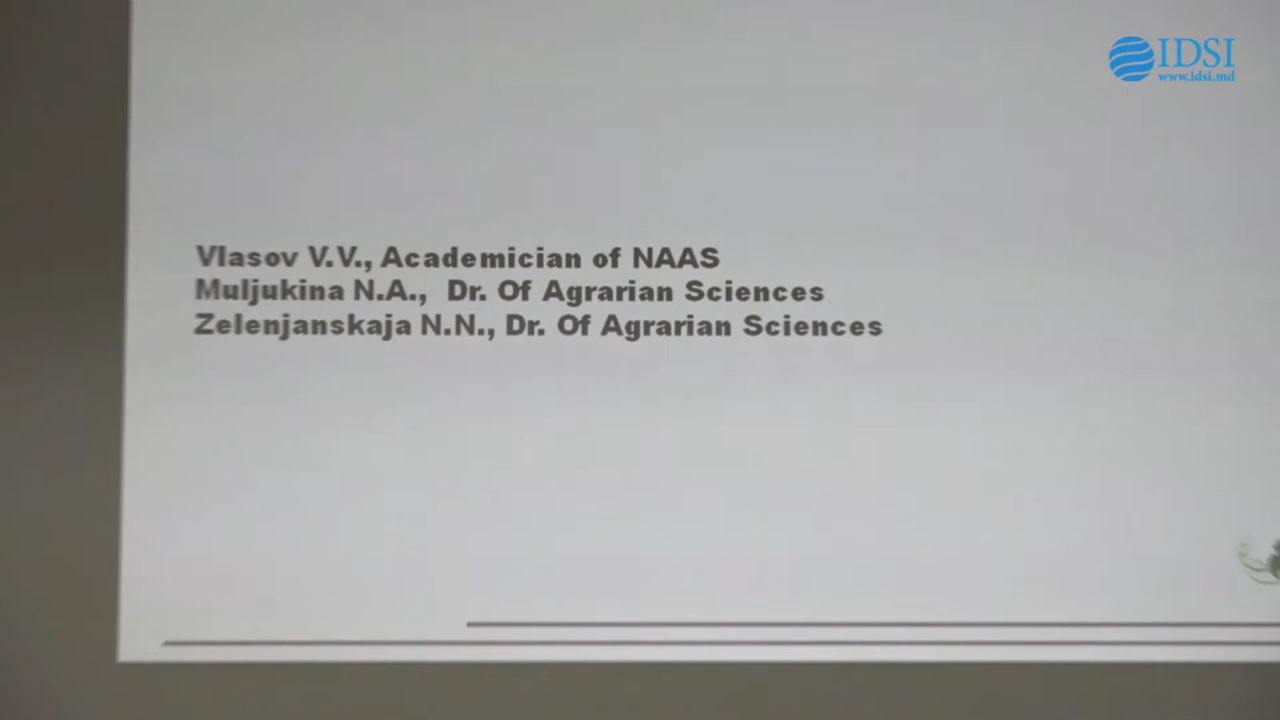 IDSI
www.idsi.md
Vlasov V.V., Academician of NAAS
Muljukina N.A., Dr. Of Agrarian Sciences
Zelenjanskaja N.N., Dr. Of Agrarian Sciences